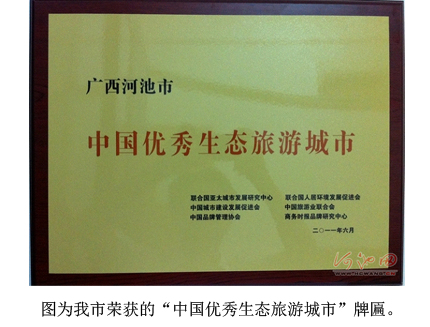 广西河池市
中国优秀生态旅游城市
联合国亚太城市发展研究中心 联合国人居环境发展促进会
中国城市建设发展促进会 中国旅游业联合会
中国品牌管理协会 商务时报品牌研究中心
二〇一一年六月
河池网
图为我市荣获的“中国优秀生态旅游城市”牌匾。